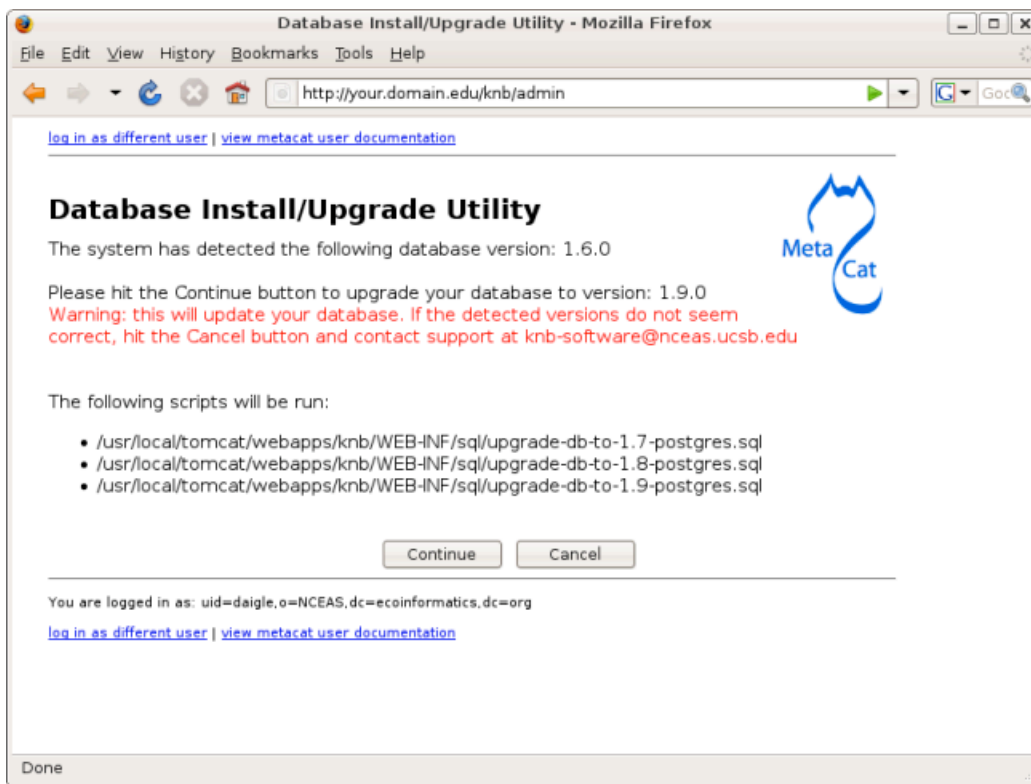 Database Install/Upgrade Utility - Mozilla Firefox
File Edit View History Bookmarks Tools Help
http://your.domain.edu/knb/admin
G Goo
log in as different user | view metacat user documentation
Database Install/Upgrade Utility
The system has detected the following database version: 1.6.0
Meta
Cat
Please hit the Continue button to upgrade your database to version: 1.9.0
Warning: this will update your database. If the detected versions do not seem
correct, hit the Cancel button and contact support at knb-software@nceas.ucsb.edu
The following scripts will be run:
• /usr/local/tomcat/webapps/knb/WEB-INF/sql/upgrade-db-to-1.7-postgres.sql
• /usr/local/tomcat/webapps/knb/WEB-INF/sql/upgrade-db-to-1.8-postgres.sql
• /usr/local/tomcat/webapps/knb/WEB-INF/sql/upgrade-db-to-1.9-postgres.sql
Continue Cancel
You are logged in as: uid=daigle,o=NCEAS,dc=ecoinformatics,dc=org
log in as different user | view metacat user documentation
Done